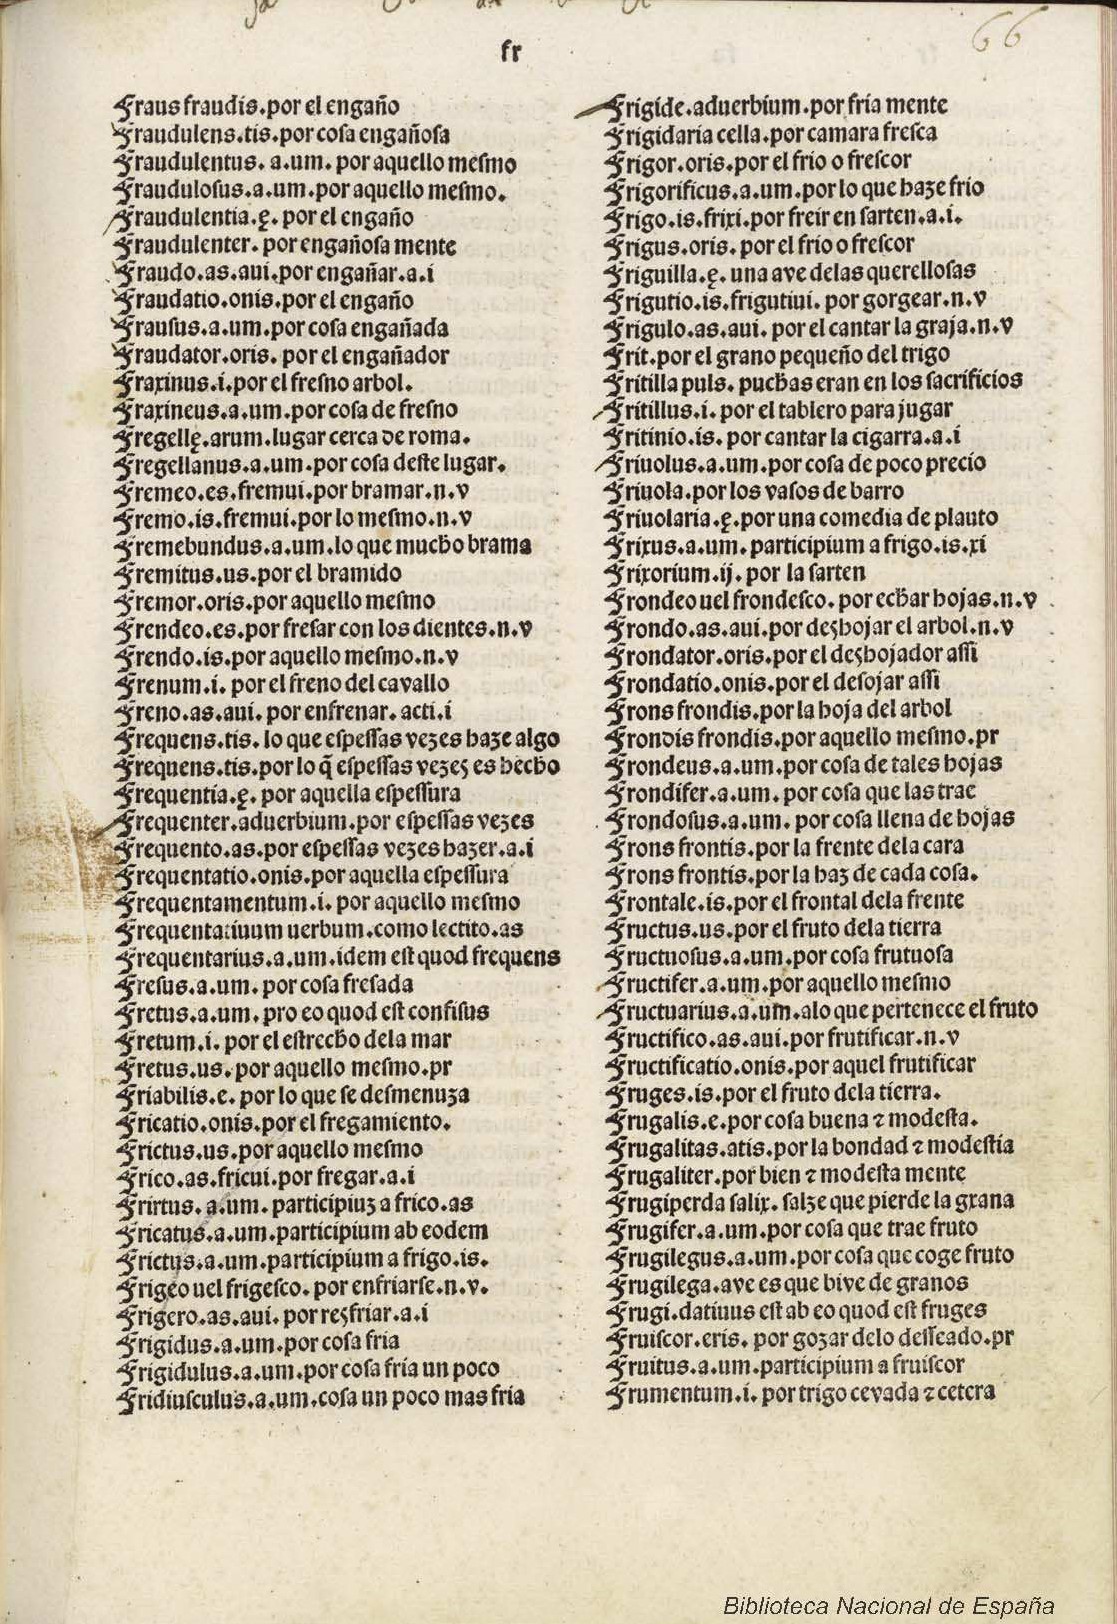 fr
66
Fraus fraudis.por el engaño
Fraudulens.tis.por cosa engañosa
Fraudulentus. a.um. por aquello mesmo
Fraudulosus.a.um.por aquello mesmo.
Fraudulentia.ę. por el engaño
Fraudulenter. por engañosa mente
Fraudo.as.aui.por engañar.a.i
Fraudatio.onis.por el engaño
Frausus.a.um.por cosa engañada
Fraudator.oris. por el engañador
Fraxinus.i.por el fresno arbol.
Fraxineus.a.um.por cosa de fresno
Fregellę.arum.lugar cerca de roma.
Fregellanus.a.um.por cosa deste lugar.
Fremeo.es.fremui.por bramar.n.v
Fremo.is.fremui.por lo mesmo.n.v
Fremebundus.a.um.lo que mucho brama
Fremitus.us.por el bramido
Fremor.oris.por aquello mesmo
Frendeo.es.por fresar con los dientes.n.v
Frendo.is.por aquello mesmo.n.v
Frenum.i. por el freno del cavallo
Freno.as.aui. por enfrenar. acti.i
Frequens.tis. lo que espessas vezes haze algo
Frequens.tis.por lo q̃ espessas vezes es hecho
Frequentia.ę. por aquella espessura
Frequenter.aduerbium.por espessas vezes
Frequento.as.por espessas vezes hazer.a.i
Frequentatio.onis.por aquella espessura
Frequentamentum.i. por aquello mesmo
Frequentatiuum uerbum.como lectito.as
Frequentarius.a.um.idem est quod frequens
Fresus.a.um. por cosa fresada
Fretus.a.um. pro eo quod est confisus
Fretum.i. por el estrecho dela mar
Fretus.us. por aquello mesmo.pr
Friabilis.e. por lo que se desmenuza
Fricatio.onis.por el fregamiento.
Frictus.us.por aquello mesmo
Frico.as.fricui.por fregar.a.i
Frirtus. a.um. participiuȝ a frico.as
Fricatus.a.um.participium ab eodem
Frictus.a.um.participium a frigo.is.
Frigeo uel frigesco. por enfriarse.n.v.
Frigero.as.aui. por resfriar.a.i
Frigidus.a.um.por cosa fria
Frigidulus.a.um.por cosa fria un poco
Fridiusculus.a.um.cosa un poco mas fria
Frigide.aduerbium.por fria mente
Frigidaria cella.por camara fresca
Frigor.oris.por el frio o frescor
Frigorificus.a.um.por lo que haze frio
Frigo.is.frixi.por freir en sarten.a.i.
Frigus.oris. por el frio o frescor
Friguilla.ę. una ave delas querellosas
Frigutio.is.frigutiui. por gorgear.n.v
Frigulo.as.aui. por el cantar la graja.n.v
Frit.por el grano pequeño del trigo
Fritilla puls. puchas eran en los sacrificios
Fritillus.i. por el tablero para jugar
Fritinio.is. por cantar la cigarra.a.i
Friuolus.a.um.por cosa de poco precio
Friuola.por los vasos de barro
Friuolaria.ę.por una comedia de plauto
Frixus.a.um. participium a frigo.is.xi
Frixorium.ij. por la sarten
Frondeo uel frondesco. por echar hojas.n.v
Frondo.as.aui.por deshojar el arbol.n.v
Frondator.oris.por el deshojador assi
Frondatio.onis.por el desojar assi
Frons frondis.por la hoja del arbol
Frondis frondis.por aquello mesmo.pr
Frondeus.a.um.por cosa de tales hojas
Frondifer.a.um. por cosa que las trae
Frondosus.a.um. por cosa llena de hojas
Frons frontis.por la frente dela cara
Frons frontis.por la haz de cada cosa.
Frontale.is.por el frontal dela frente
Fructus.us.por el fruto dela tierra
Fructuosus.a.um.por cosa frutuosa
Fructifer.a.um.por aquello mesmo
Fructuarius.a.um.alo que pertenece el fruto
Fructifico.as.aui.por frutificar.n.v
Fructificatio.onis.por aquel frutificar
Fruges.is.por el fruto dela tierra.
Frugalis.e.por cosa buena ⁊ modesta.
Frugalitas.atis.por la bondad ⁊ modestia
Frugaliter.por bien ⁊ modesta mente
Frugiperda salix. salze que pierde la grana
Frugifer.a.um.por cosa que trae fruto
Frugilegus.a.um.por cosa que coge fruto
Frugilega.ave es que bive de granos
Frugi.datiuus est ab eo quod est fruges
Fruiscor.eris. por gozar delo desseado.pr
Fruitus.a.um.participium a fruiscor
Frumentum.i. por trigo cevada ⁊ cetera
Biblioteca Nacional de España